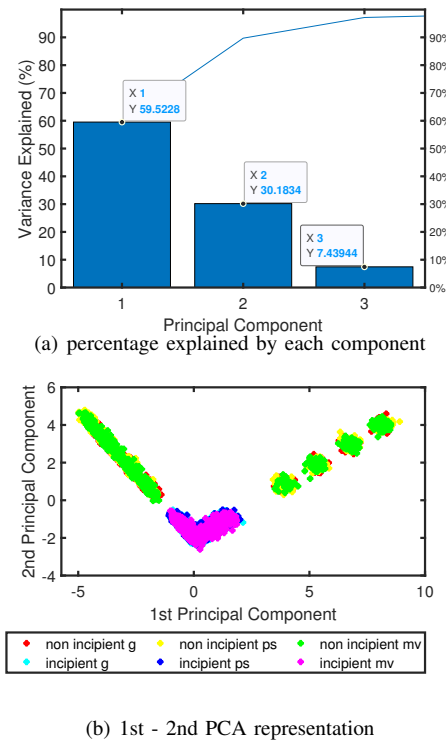 90
80
70
60
50
40
30
20
10
0
Variance Explained (%)
X 1
Y 59.5228
X 2
Y 30.1834
X 3
Y 7.43944
90%
80%
70%
60%
50%
40%
30%
20%
10%
0%
1 2 3
Principal Component
(a) percentage explained by each component
6
4
2
0
-2
-4
2nd Principal Component
-5 0 5 10
1st Principal Component
non incipient g non incipient ps non incipient mv
incipient g incipient ps incipient mv
(b) 1st - 2nd PCA representation